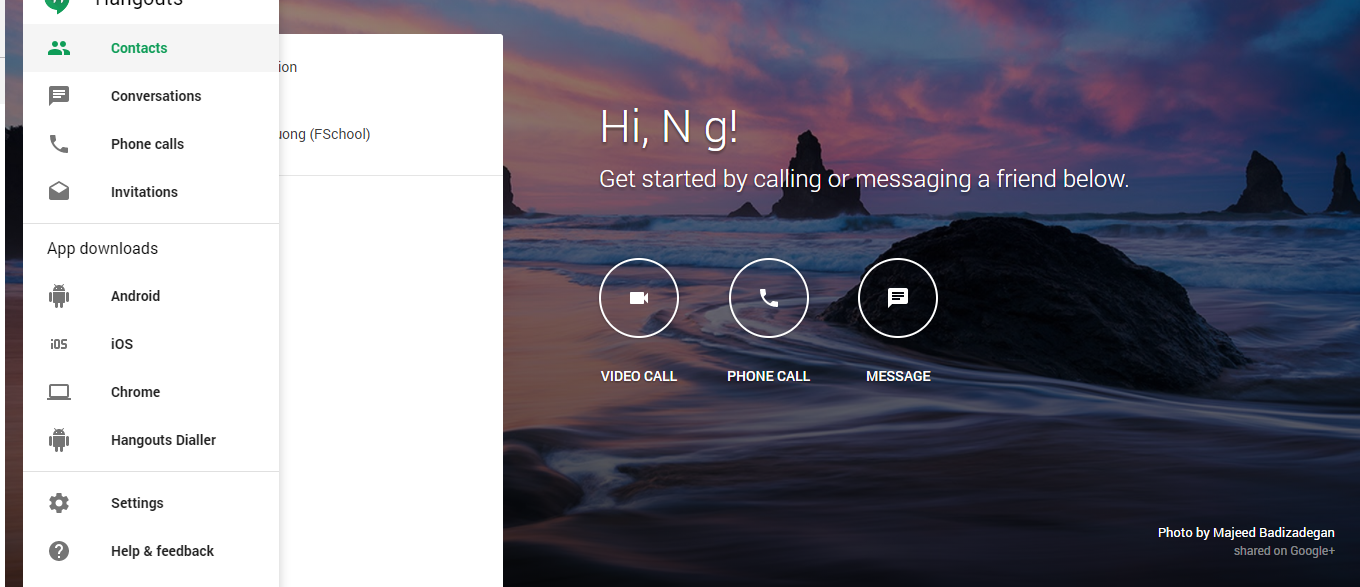 Hangouts
Contacts
Conversations
Phone calls
Invitations
App downloads
Android
iOS
iOS
Chrome
Hangouts Dialler
Settings
Help & feedback
ion
uong (FSchool)
Hi, N g!
Get started by calling or messaging a friend below.
VIDEO CALL
PHONE CALL
MESSAGE
Photo by Majeed Badizadegan
shared on Google+